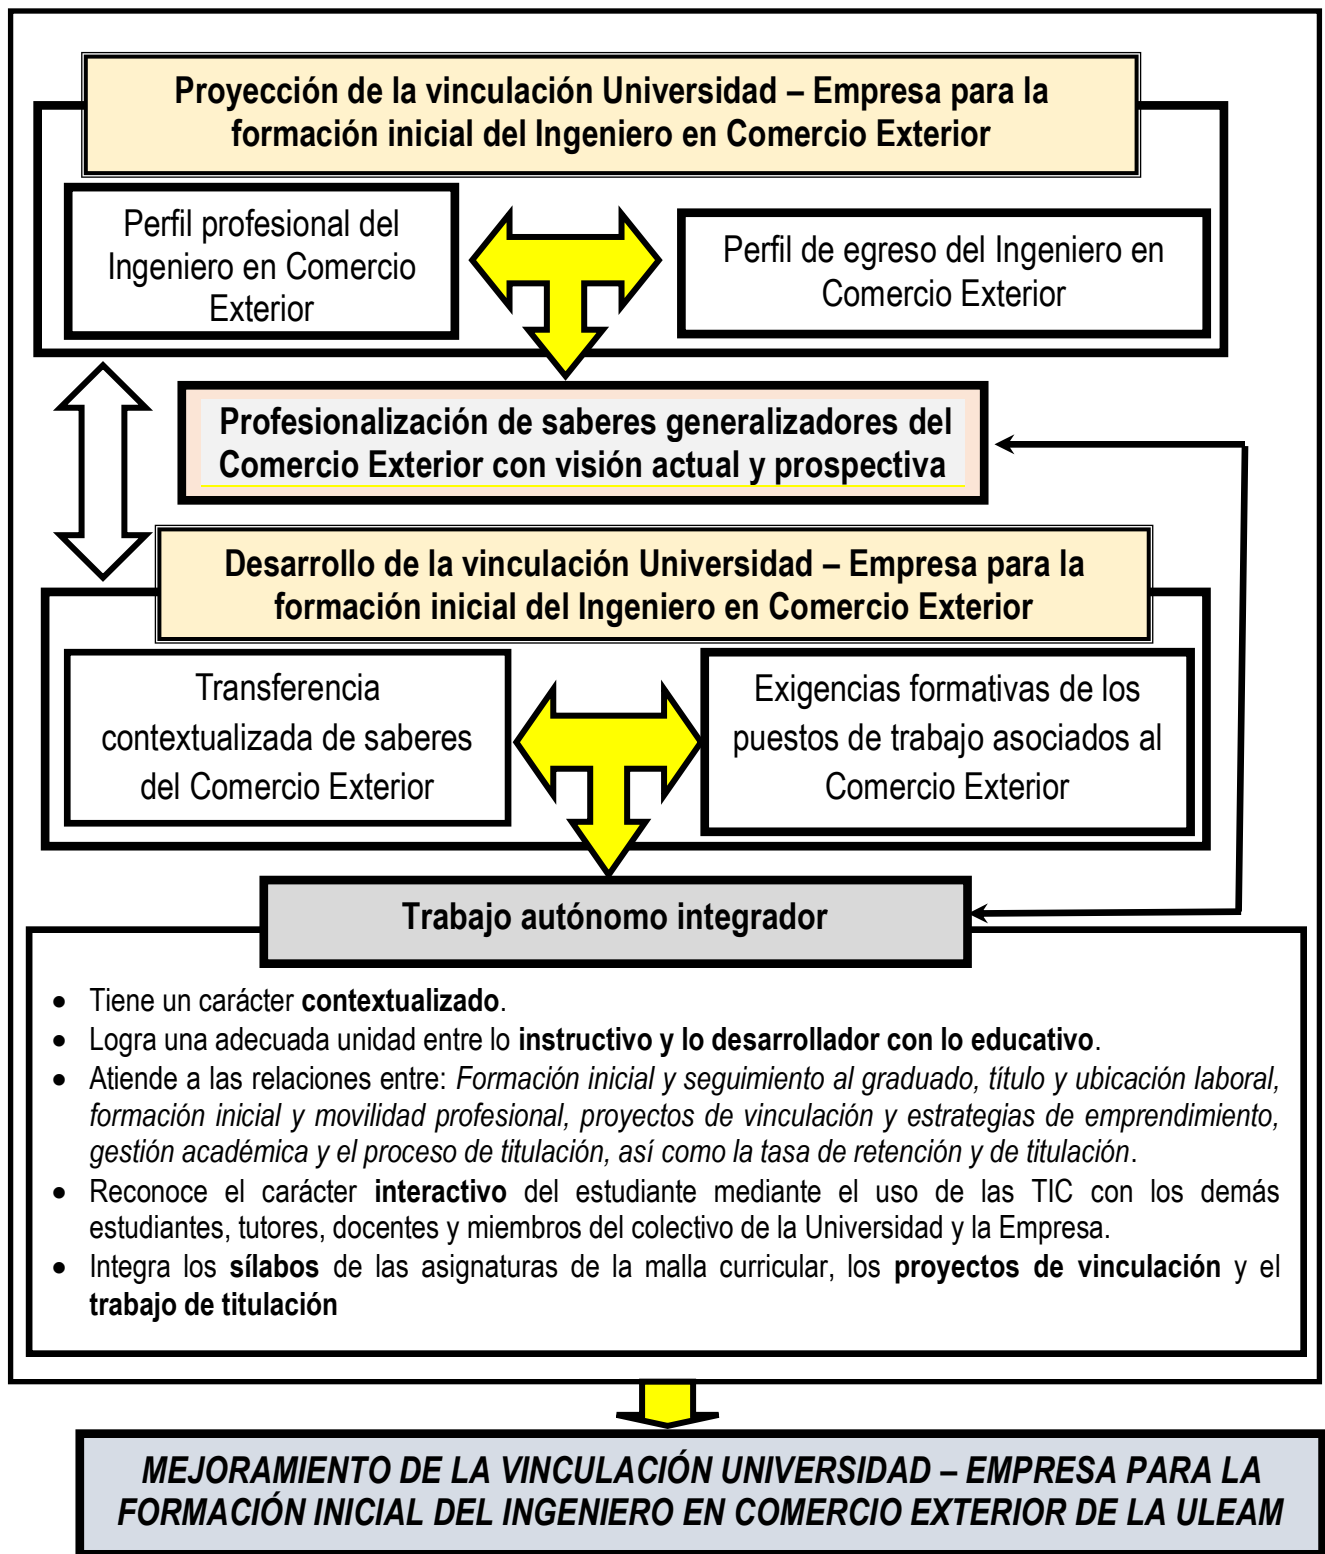 Proyección de la vinculación Universidad – Empresa para la
formación inicial del Ingeniero en Comercio Exterior
Perfil profesional del
Ingeniero en Comercio
Exterior
Perfil de egreso del Ingeniero en
Comercio Exterior
Profesionalización de saberes generalizadores del
Comercio Exterior con visión actual y prospectiva
Desarrollo de la vinculación Universidad – Empresa para la
formación inicial del Ingeniero en Comercio Exterior
Transferencia
contextualizada de saberes
del Comercio Exterior
Exigencias formativas de los
puestos de trabajo asociados al
Comercio Exterior
Trabajo autónomo integrador
• Tiene un carácter contextualizado.
• Logra una adecuada unidad entre lo instructivo y lo desarrollador con lo educativo.
• Atiende a las relaciones entre: Formación inicial y seguimiento al graduado, título y ubicación laboral,
formación inicial y movilidad profesional, proyectos de vinculación y estrategias de emprendimiento,
gestión académica y el proceso de titulación, así como la tasa de retención y de titulación.
• Reconoce el carácter interactivo del estudiante mediante el uso de las TIC con los demás
estudiantes, tutores, docentes y miembros del colectivo de la Universidad y la Empresa.
• Integra los sílabos de las asignaturas de la malla curricular, los proyectos de vinculación y el
trabajo de titulación
MEJORAMIENTO DE LA VINCULACIÓN UNIVERSIDAD – EMPRESA PARA LA
FORMACIÓN INICIAL DEL INGENIERO EN COMERCIO EXTERIOR DE LA ULEAM